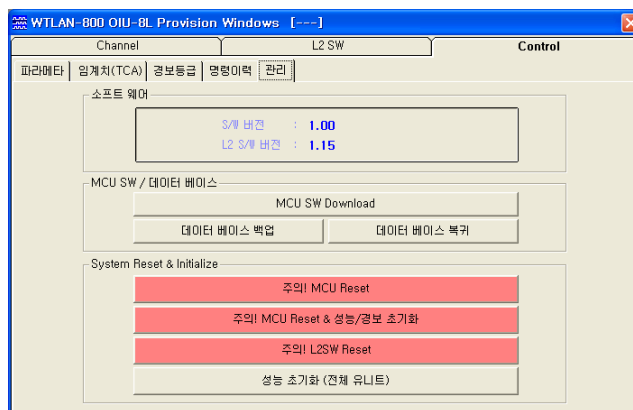 WTLAN-800 OIU-8L Provision Windows [---]
Channel L2 SW Control
파라메타 임계치(TCA) 경보등급 명령이력 관리
소프트 웨어
S/W 버전 : 1.00
L2 S/W 버전 : 1.15
MCU SW / 데이터 베이스
MCU SW Download
데이터 베이스 백업 데이터 베이스 복귀
System Reset & Initialize
주의! MCU Reset
주의! MCU Reset & 성능/경보 초기화
주의! L2SW Reset
성능 초기화 (전체 유니트)